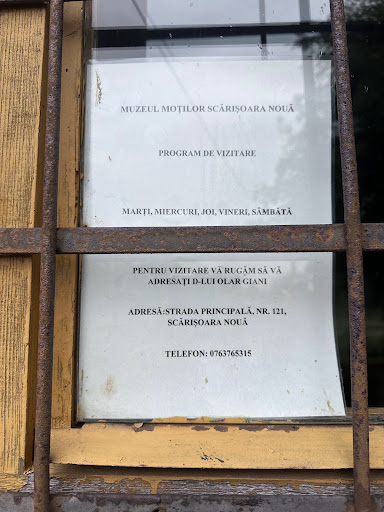 MUZEUL MOȚILOR SCĂRIȘOARA NOUĂ
PROGRAM DE VIZITARE
MARȚI, MIERCURI, JOI, VINERI, SÂMBĂTĂ
PENTRU VIZITARE VĂ RUGĂM SĂ VĂ
ADRESAȚI D-LUI OLAR GIANI
ADRESĂ:STRADA PRINCIPALĂ, NR. 121,
SCĂRIȘOARA NOUĂ
TELEFON: 0763765315